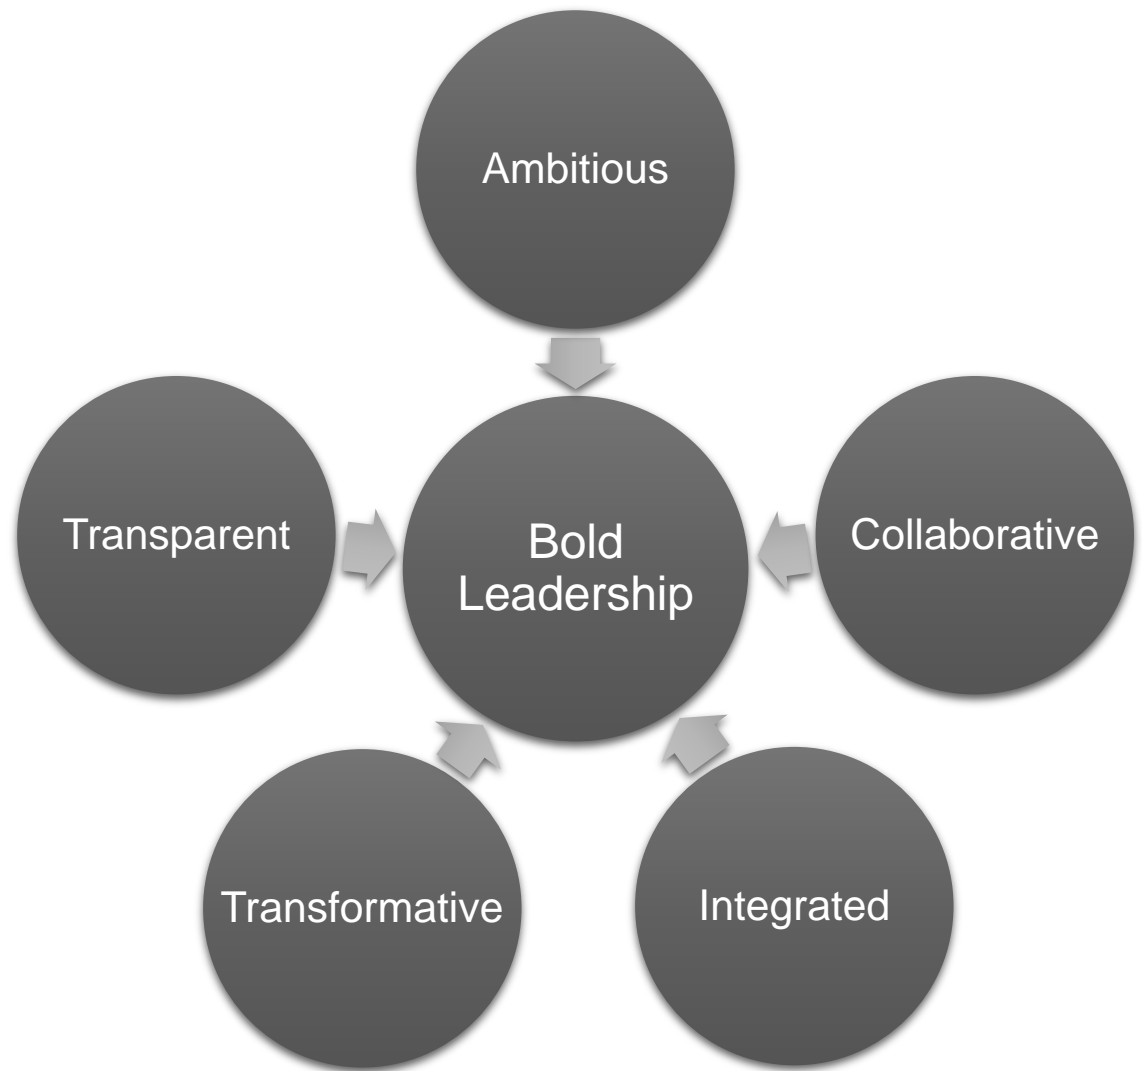 Ambitious
Transparent
Bold
Leadership
Collaborative
Transformative
Integrated